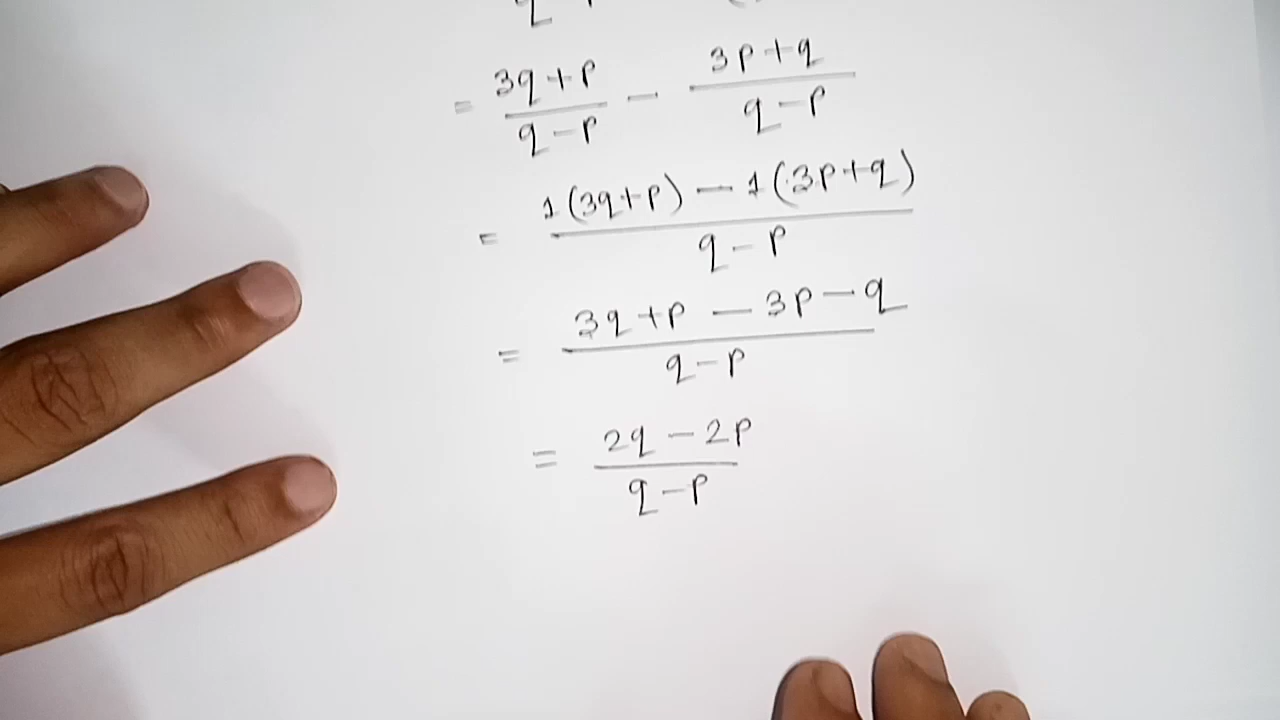 = 3q+p/q-p - 3p+q/q-p
= 1(3q+p) - 1(3p+q)/q-p
= 3q+p - 3p-q/q-p
= 2q-2p/q-p